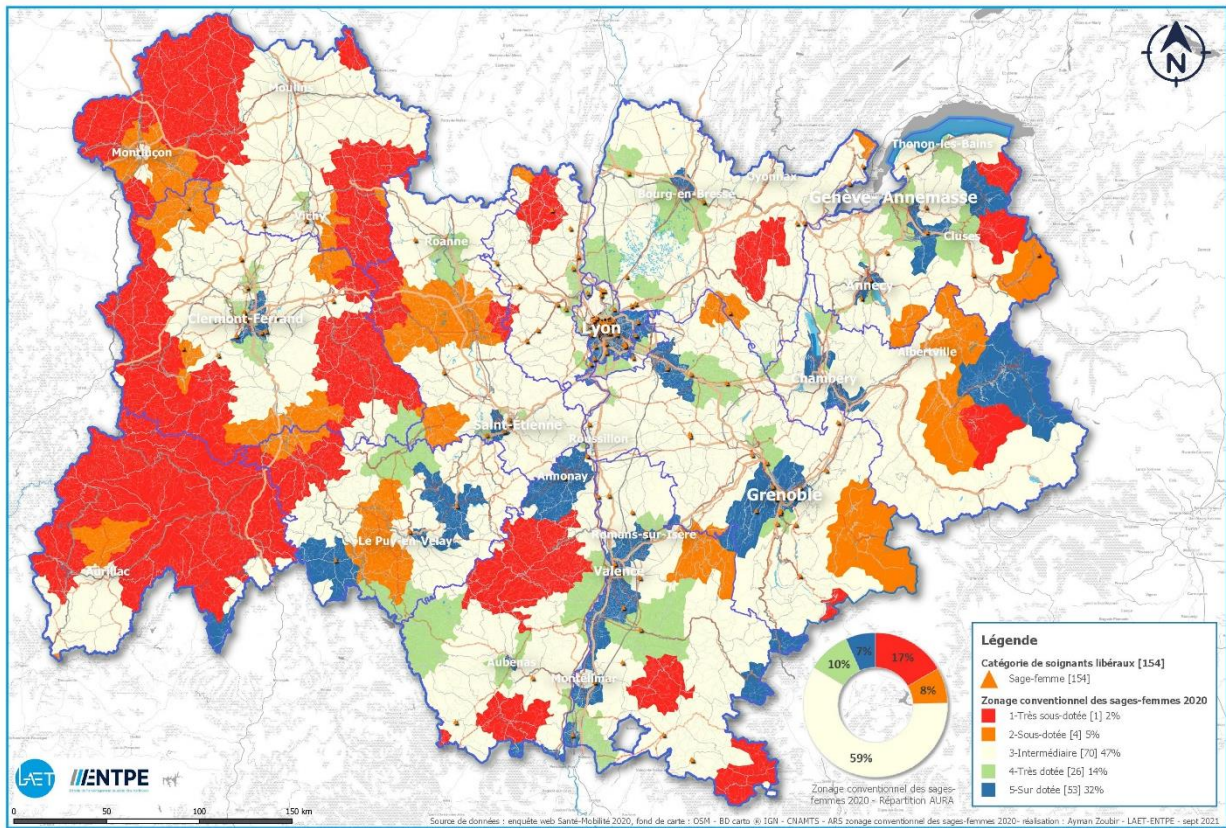 N
Moulins
Montluçon
Vichy
Roanne
Bourg-en-Bresse
Oyonnax
Thonon-les-Bains
Genève- Annemasse
Cluses
Annecy
Clermont-Ferrand
Lyon
Albertville
Chambéry
Saint-Etienne
Roussillon
Annonay
Grenoble
Romans-sur-Isère
Le Puy-en-Velay
Valence
Aurillac
Aubenas
Montélimar
10%
7%
17%
8%
59%
Zonage conventionnel des sages-
femmes 2020 - Répartition AURA
Légende
Catégorie de soignants libéraux [154]
Sage-femme [154]
Zonage conventionnel des sages-femmes 2020
1-Très sous-dotée [1] 2%
2-Sous-dotée [4] 5%
3-Intermédiaire [70] 47%
4-Très dotée [26] 14%
5-Sur dotée [53] 32%
LAET
ENTPE
0 50 100 150 km
Source de données : enquête web Santé-Mobilité 2020, fond de carte : OSM - BD carto ® IGN - CNAMTS - ARS zonage conventionnel des sages-femmes 2020- réalisation : Ayman Zoubir - LAET-ENTPE - sept 2021